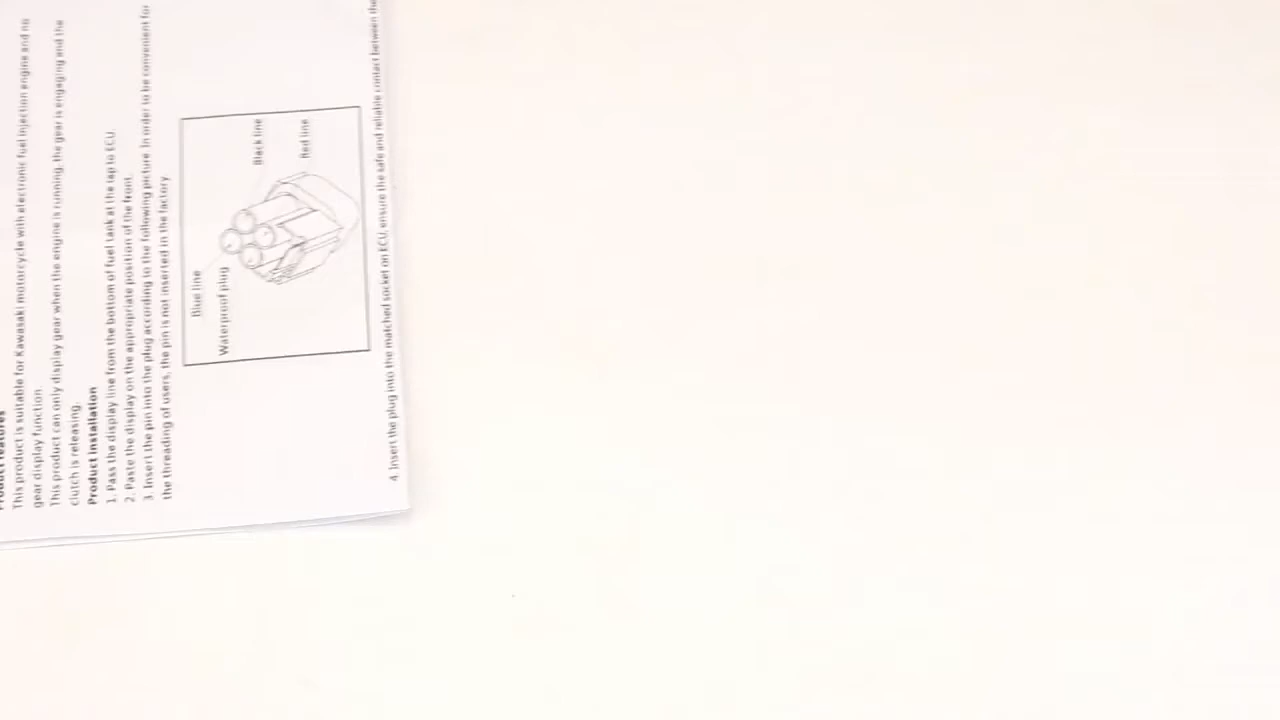 Product features
This product is suitable for Kawasaki motorcycle with electronic fuel injection engine and no
gear display function
This product can only display gear when the engine is running, the gear is engaging and the
clutch is releasing.
Product installation
1. Pass the display line from the bottom of fuel tank at the lap to ECU
2. Paste the display on the appropriate position of the front.
3. Insert the pin into the plug according to the following picture. In order to be convenient for
the threading of users, the pin is not inserted in the factory
Blue line
Waterproof plug
Black line
Red line
4. Insert the plug into the matched socket on ECU, ensure the safe and reliable contact between the